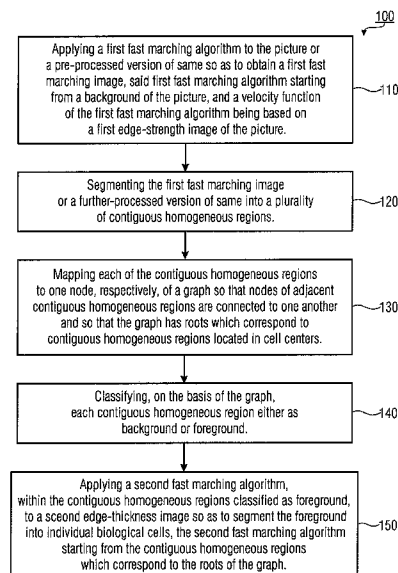 100
Applying a first fast marching algorithm to the picture or
a pre-processed version of same so as to obtain a first fast
marching image, said first fast marching algorithm starting
from a background of the picture, and a velocity function
of the first fast marching algorithm being based on
a first edge-strength image of the picture.
110
Segmenting the first fast marching image
or a further-processed version of same into a plurality
of contiguous homogeneous regions.
120
Mapping each of the contiguous homogeneous regions
to one node, respectively, of a graph so that nodes of adjacent
contiguous homogeneous regions are connected to one another
and so that the graph has roots which correspond to
contiguous homogeneous regions located in cell centers.
130
Classifying, on the basis of the graph,
each contiguous homogeneous region either as
background or foreground.
140
Applying a second fast marching algorithm,
within the contiguous homogeneous regions classified as foreground,
to a second edge-thickness image so as to segment the foreground
into individual biological cells, the second fast marching algorithm
starting from the contiguous homogeneous regions
which correspond to the roots of the graph.
150